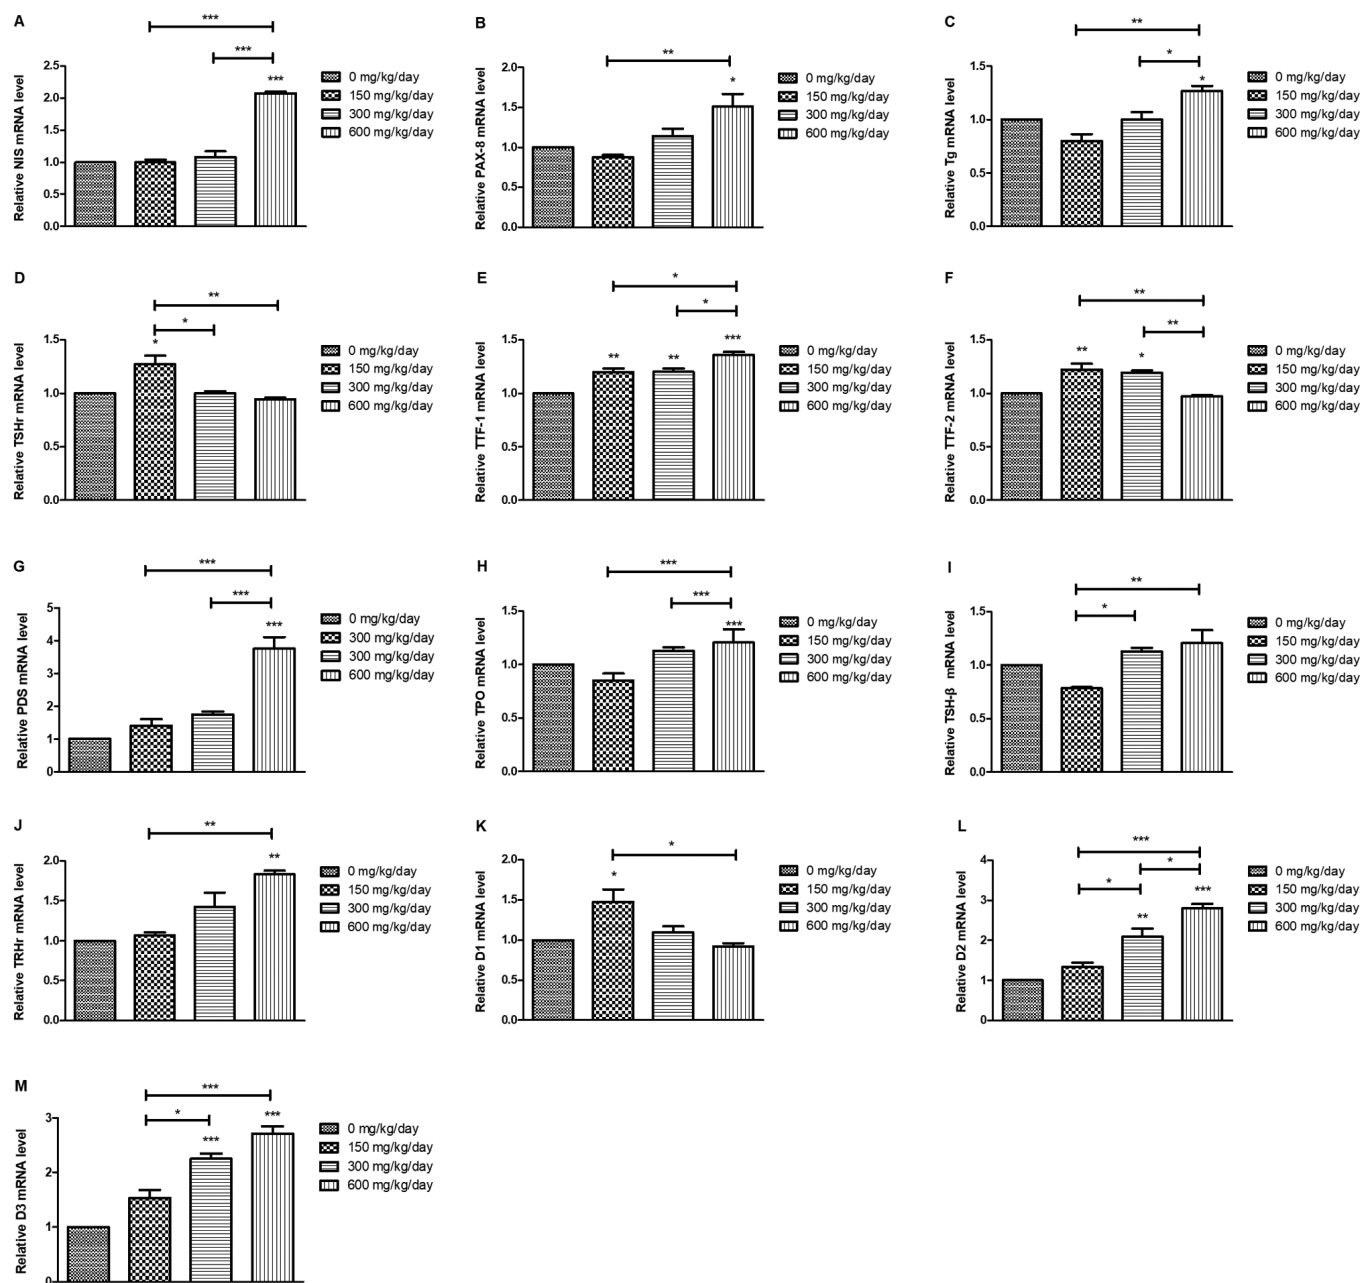 A
***
***
***
Relative NIS mRNA level
2.5
2.0
1.5
1.0
0.5
0.0
0 mg/kg/day
150 mg/kg/day
300 mg/kg/day
600 mg/kg/day
B
**
*
Relative PAX-8 mRNA level
2.0
1.5
1.0
0.5
0.0
0 mg/kg/day
150 mg/kg/day
300 mg/kg/day
600 mg/kg/day
C
**
*
*
Relative Tg mRNA level
1.5
1.0
0.5
0.0
0 mg/kg/day
150 mg/kg/day
300 mg/kg/day
600 mg/kg/day
D
**
*
*
Relative TSHr mRNA level
1.5
1.0
0.5
0.0
0 mg/kg/day
150 mg/kg/day
300 mg/kg/day
600 mg/kg/day
E
*
*
** ** ***
Relative TTF-1 mRNA level
1.5
1.0
0.5
0.0
0 mg/kg/day
150 mg/kg/day
300 mg/kg/day
600 mg/kg/day
F
**
**
** *
Relative TTF-2 mRNA level
1.5
1.0
0.5
0.0
0 mg/kg/day
150 mg/kg/day
300 mg/kg/day
600 mg/kg/day
G
***
***
***
Relative PDS mRNA level
5
4
3
2
1
0
0 mg/kg/day
300 mg/kg/day
300 mg/kg/day
600 mg/kg/day
H
***
***
***
Relative TPO mRNA level
1.5
1.0
0.5
0.0
0 mg/kg/day
150 mg/kg/day
300 mg/kg/day
600 mg/kg/day
I
**
*
Relative TSH-β mRNA level
1.5
1.0
0.5
0.0
0 mg/kg/day
150 mg/kg/day
300 mg/kg/day
600 mg/kg/day
J
**
**
Relative TRHr mRNA level
2.0
1.5
1.0
0.5
0.0
0 mg/kg/day
150 mg/kg/day
300 mg/kg/day
600 mg/kg/day
K
*
*
Relative D1 mRNA level
2.0
1.5
1.0
0.5
0.0
0 mg/kg/day
150 mg/kg/day
300 mg/kg/day
600 mg/kg/day
L
***
*
*
** ***
Relative D2 mRNA level
4
3
2
1
0
0 mg/kg/day
150 mg/kg/day
300 mg/kg/day
600 mg/kg/day
M
***
*
*** ***
Relative D3 mRNA level
3
2
1
0
0 mg/kg/day
150 mg/kg/day
300 mg/kg/day
600 mg/kg/day